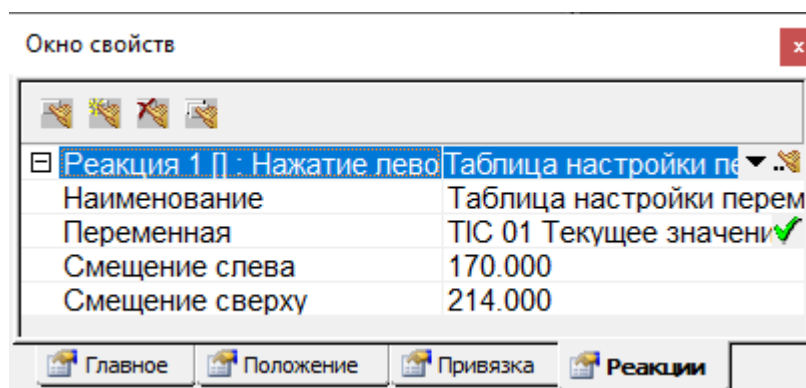 Окно свойств
x
Реакция 1 [] : Нажатие лево Таблица настройки пе
Наименование Таблица настройки перем
Переменная TIC 01 Текущее значени
Смещение слева 170.000
Смещение сверху 214.000
Главное Положение Привязка Реакции